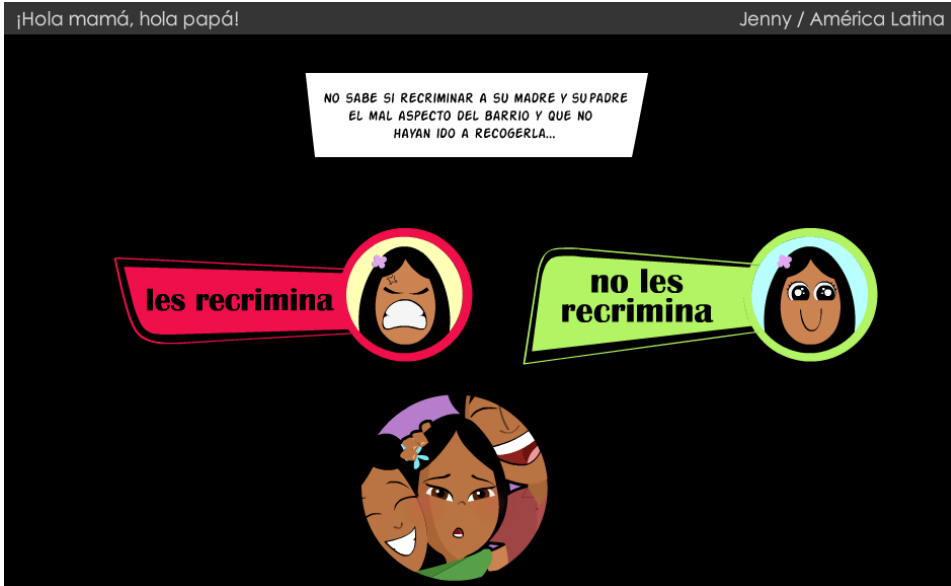 ¡Hola mamá, hola papá!
Jenny / América Latina
NO SABE SI RECRIMINAR A SU MADRE Y SU PADRE
EL MAL ASPECTO DEL BARRIO Y QUE NO
HAYAN IDO A RECOGERLA...
les recrimina
no les
recrimina